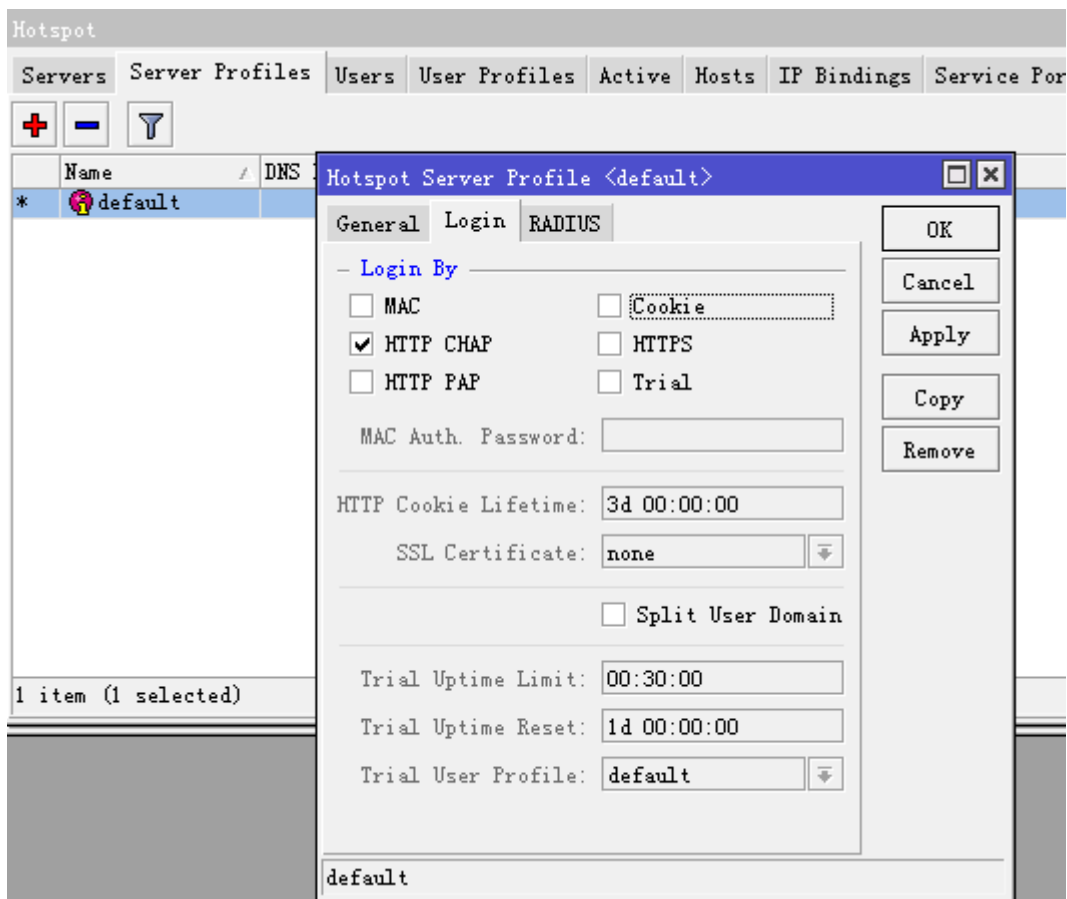 Hotspot
Servers Server Profiles Users User Profiles Active Hosts IP Bindings Service
Name DNS
* default
Hotspot Server Profile <default>
General Login RADIUS
OK
Login By
Cancel
MAC Cookie
HTTP CHAP HTTPS
Apply
HTTP PAP Trial
Copy
MAC Auth. Password:
Remove
HTTP Cookie Lifetime: 3d 00:00:00
SSL Certificate: none
Split User Domain
Trial Uptime Limit: 00:30:00
1 item (1 selected)
Trial Uptime Reset: 1d 00:00:00
Trial User Profile: default
default